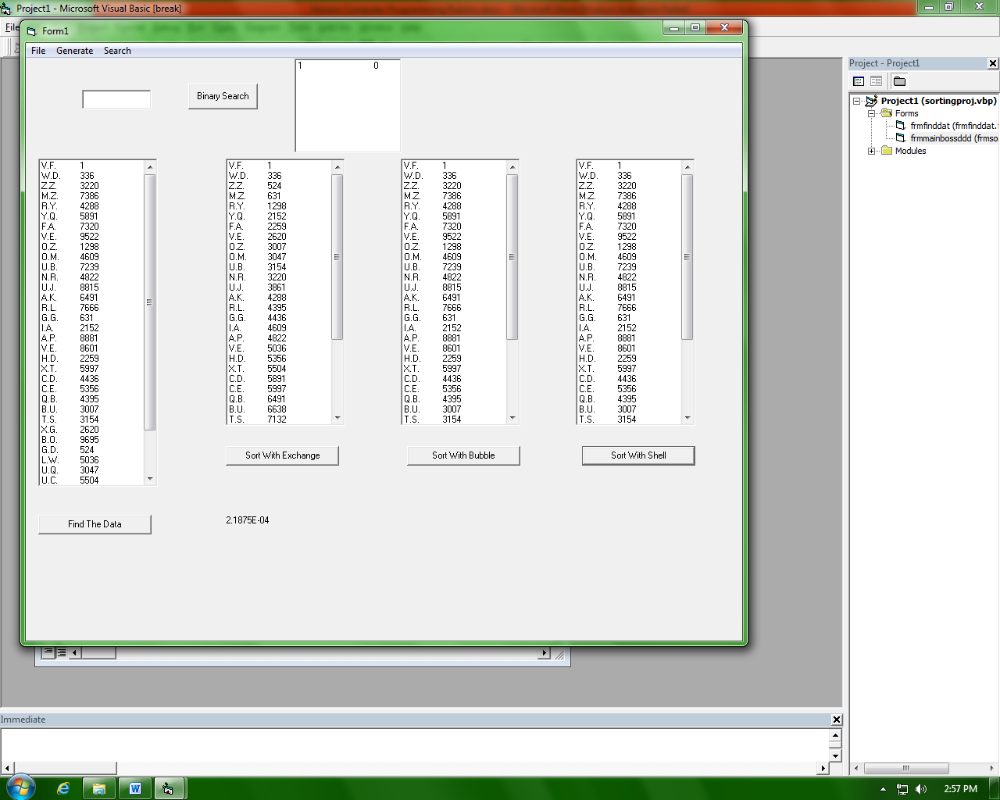 Project1 - Microsoft Visual Basic [break]
File
Form1
File Generate Search
Binary Search
1 0
V.F. 1
W.D. 336
Z.Z. 3220
M.Z. 7386
R.Y. 4288
Y.Q. 5891
F.A. 7320
V.E. 9522
O.Z. 1298
O.M. 4609
U.B. 7239
N.R. 4822
U.J. 8815
A.K. 6491
R.L. 7666
G.G. 631
I.A. 2152
A.P. 8881
V.E. 8601
H.D. 2259
X.T. 5997
C.D. 4436
C.E. 5356
Q.B. 4395
B.U. 3007
T.S. 3154
X.G. 2620
B.O. 9695
G.D. 524
L.W. 5036
U.Q. 3047
U.C. 5504
V.F. 1
W.D. 336
Z.Z. 524
M.Z. 631
R.Y. 1298
Y.Q. 2152
F.A. 2259
V.E. 2620
O.Z. 3007
O.M. 3047
U.B. 3154
N.R. 3220
U.J. 3861
A.K. 4288
R.L. 4395
G.G. 4436
I.A. 4609
A.P. 4822
V.E. 5036
H.D. 5356
X.T. 5504
C.D. 5891
C.E. 5997
Q.B. 6491
B.U. 6638
T.S. 7132
V.F. 1
W.D. 336
Z.Z. 3220
M.Z. 7386
R.Y. 4288
Y.Q. 5891
F.A. 7320
V.E. 9522
O.Z. 1298
O.M. 4609
U.B. 7239
N.R. 4822
U.J. 8815
A.K. 6491
R.L. 7666
G.G. 631
I.A. 2152
A.P. 8881
V.E. 8601
H.D. 2259
X.T. 5997
C.D. 4436
C.E. 5356
Q.B. 4395
B.U. 3007
T.S. 3154
V.F. 1
W.D. 336
Z.Z. 3220
M.Z. 7386
R.Y. 4288
Y.Q. 5891
F.A. 7320
V.E. 9522
O.Z. 1298
O.M. 4609
U.B. 7239
N.R. 4822
U.J. 8815
A.K. 6491
R.L. 7666
G.G. 631
I.A. 2152
A.P. 8881
V.E. 8601
H.D. 2259
X.T. 5997
C.D. 4436
C.E. 5356
Q.B. 4395
B.U. 3007
T.S. 3154
Sort With Exchange
Sort With Bubble
Sort With Shell
Find The Data
2.1875E-04
Project - Project1
Project1 (sortingproj.vbp)
Forms
frmfinddat (frmfinddat.
frmmainbossddd (frmso
Modules
Immediate
2:57 PM